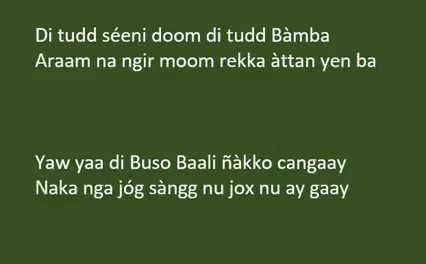 Di tudd séeni doom di tudd Bàmba
Araam na ngir moom rekka àttan yen ba
Yaw yaa di Buso Baali ñàkko cangaay
Naka nga jóg sàngg nu jox nu ay gaay